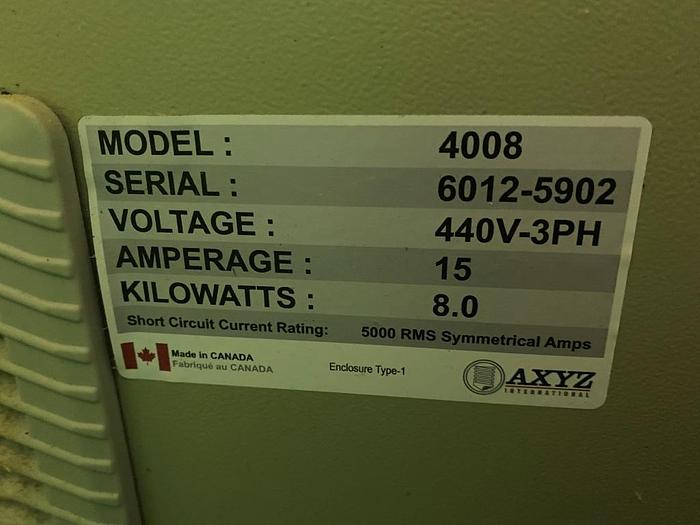 MODEL : 4008
SERIAL : 6012-5902
VOLTAGE : 440V-3PH
AMPERAGE : 15
KILOWATTS : 8.0
Short Circuit Current Rating: 5000 RMS Symmetrical Amps
Made in CANADA
Fabriqué au CANADA
Enclosure Type-1
AXYZ
INTERNATIONAL